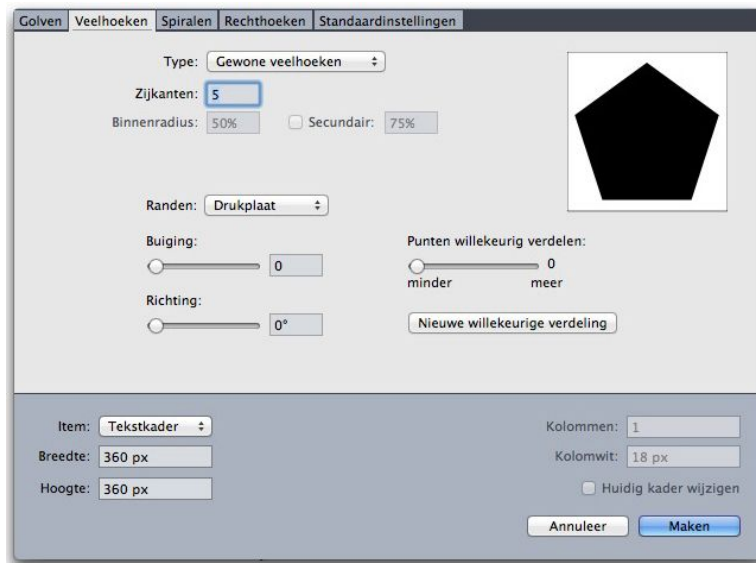 Golven Veelhoeken Spiralen Rechthoeken Standaardinstellingen
Type: Gewone veelhoeken
Zijkanten: 5
Binnenradius: 50% Secundair: 75%
Randen: Drukplaat
Buiging: Punten willekeurig verdelen:
0 0
minder meer
Richting:
0° Nieuwe willekeurige verdeling
Item: Tekstkader Kolommen: 1
Breedte: 360 px Kolomwit: 18 px
Hoogte: 360 px Huidig kader wijzigen
Annuleer Maken